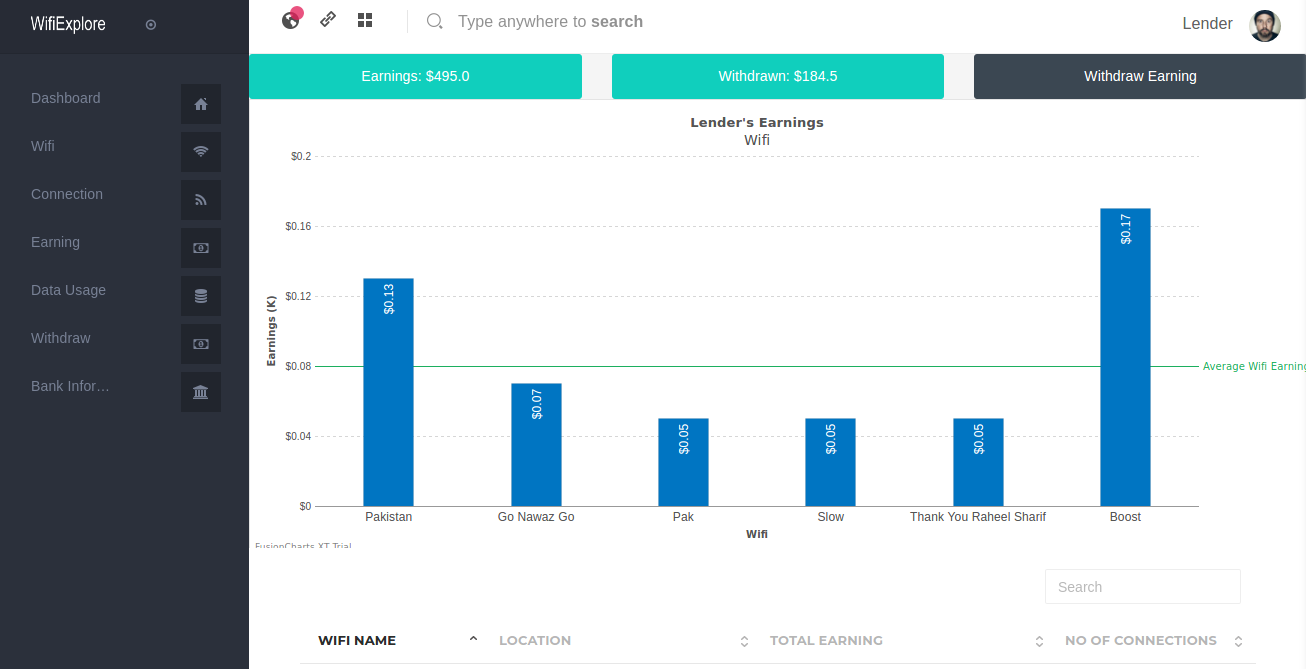 WifiExplore
Type anywhere to search
Lender
Dashboard
Wifi
Connection
Earning
Data Usage
Withdraw
Bank Infor...
Earnings: $495.0
Withdrawn: $184.5
Withdraw Earning
Lender's Earnings
Wifi
Earnings (K)
$0.2
$0.16
$0.12
$0.08
$0.04
$0
$0.13
$0.07
$0.05
$0.05
$0.05
$0.17
Average Wifi Earning
Pakistan
Go Nawaz Go
Pak
Slow
Thank You Raheel Sharif
Boost
Wifi
FusionCharts XT Trial
Search
WIFI NAME
LOCATION
TOTAL EARNING
NO OF CONNECTIONS